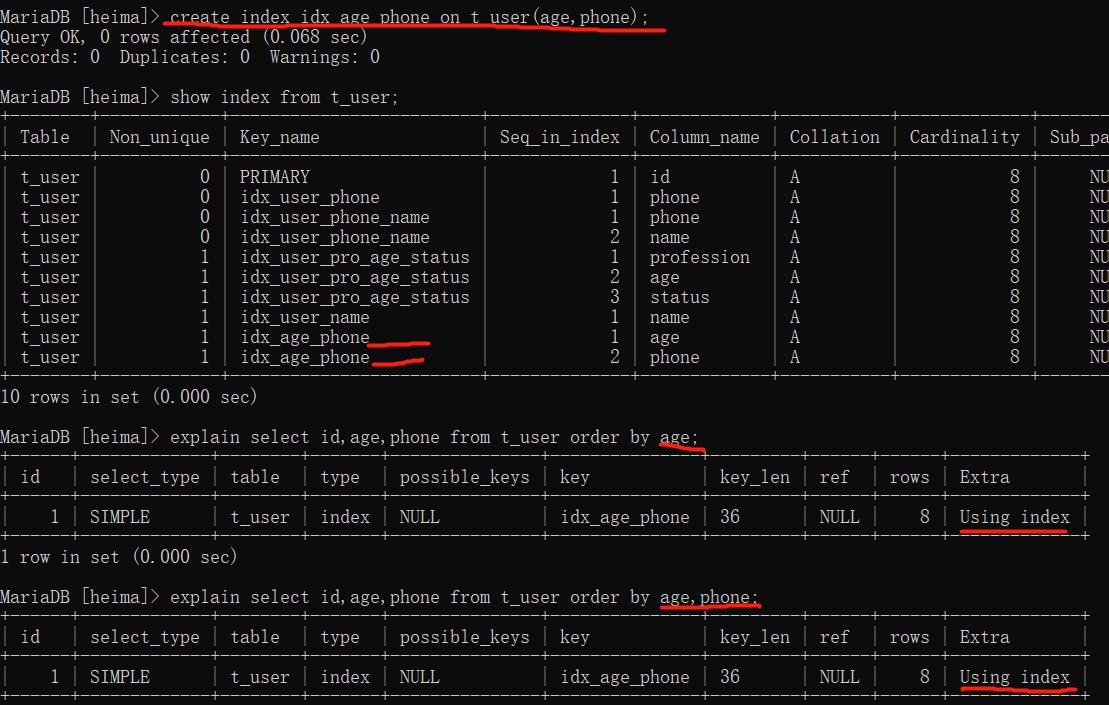 MariaDB [heima]> create index idx_age_phone on t_user(age,phone);
Query OK, 0 rows affected (0.068 sec)
Records: 0  Duplicates: 0  Warnings: 0
MariaDB [heima]> show index from t_user;
| Table | Non_unique | Key_name | Seq_in_index | Column_name | Collation | Cardinality | Sub_pa
| t_user | 0 | PRIMARY | 1 | id | A | 8 | NU
| t_user | 0 | idx_user_phone | 1 | phone | A | 8 | NU
| t_user | 0 | idx_user_phone_name | 1 | phone | A | 8 | NU
| t_user | 0 | idx_user_phone_name | 2 | name | A | 8 | NU
| t_user | 1 | idx_user_pro_age_status | 1 | profession | A | 8 | NU
| t_user | 1 | idx_user_pro_age_status | 2 | age | A | 8 | NU
| t_user | 1 | idx_user_pro_age_status | 3 | status | A | 8 | NU
| t_user | 1 | idx_user_name | 1 | name | A | 8 | NU
| t_user | 1 | idx_age_phone | 1 | age | A | 8 | NU
| t_user | 1 | idx_age_phone | 2 | phone | A | 8 | NU
10 rows in set (0.000 sec)
MariaDB [heima]> explain select id,age,phone from t_user order by age;
| id | select_type | table | type | possible_keys | key | key_len | ref | rows | Extra |
| 1 | SIMPLE | t_user | index | NULL | idx_age_phone | 36 | NULL | 8 | Using index |
1 row in set (0.000 sec)
MariaDB [heima]> explain select id,age,phone from t_user order by age,phone;
| id | select_type | table | type | possible_keys | key | key_len | ref | rows | Extra |
| 1 | SIMPLE | t_user | index | NULL | idx_age_phone | 36 | NULL | 8 | Using index |